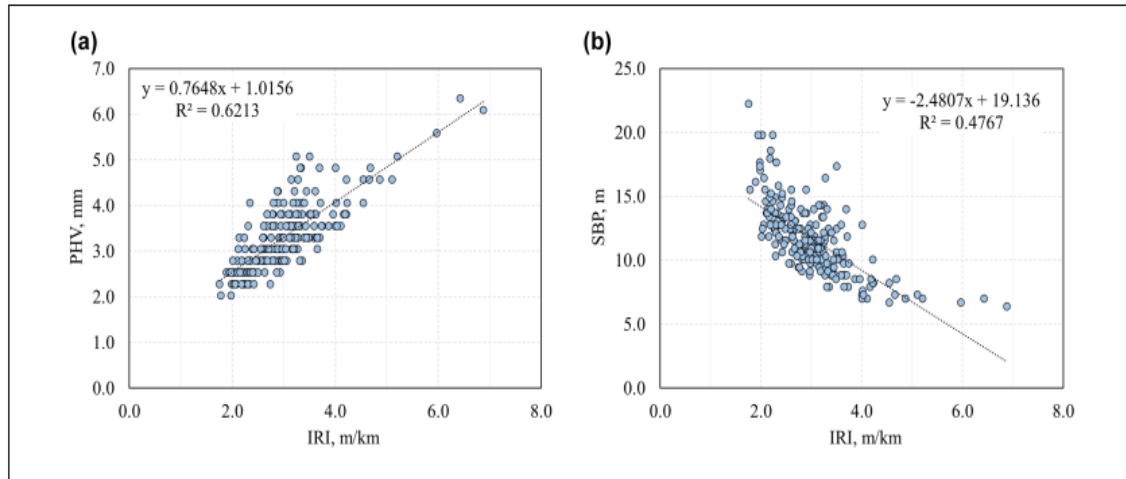 (a)
y = 0.7648x + 1.0156
R² = 0.6213
PHV, mm
7.0
6.0
5.0
4.0
3.0
2.0
1.0
0.0
0.0 2.0 4.0 6.0 8.0
IRI, m/km
(b)
y = -2.4807x + 19.136
R² = 0.4767
SBP, m
25.0
20.0
15.0
10.0
5.0
0.0
0.0 2.0 4.0 6.0 8.0
IRI, m/km